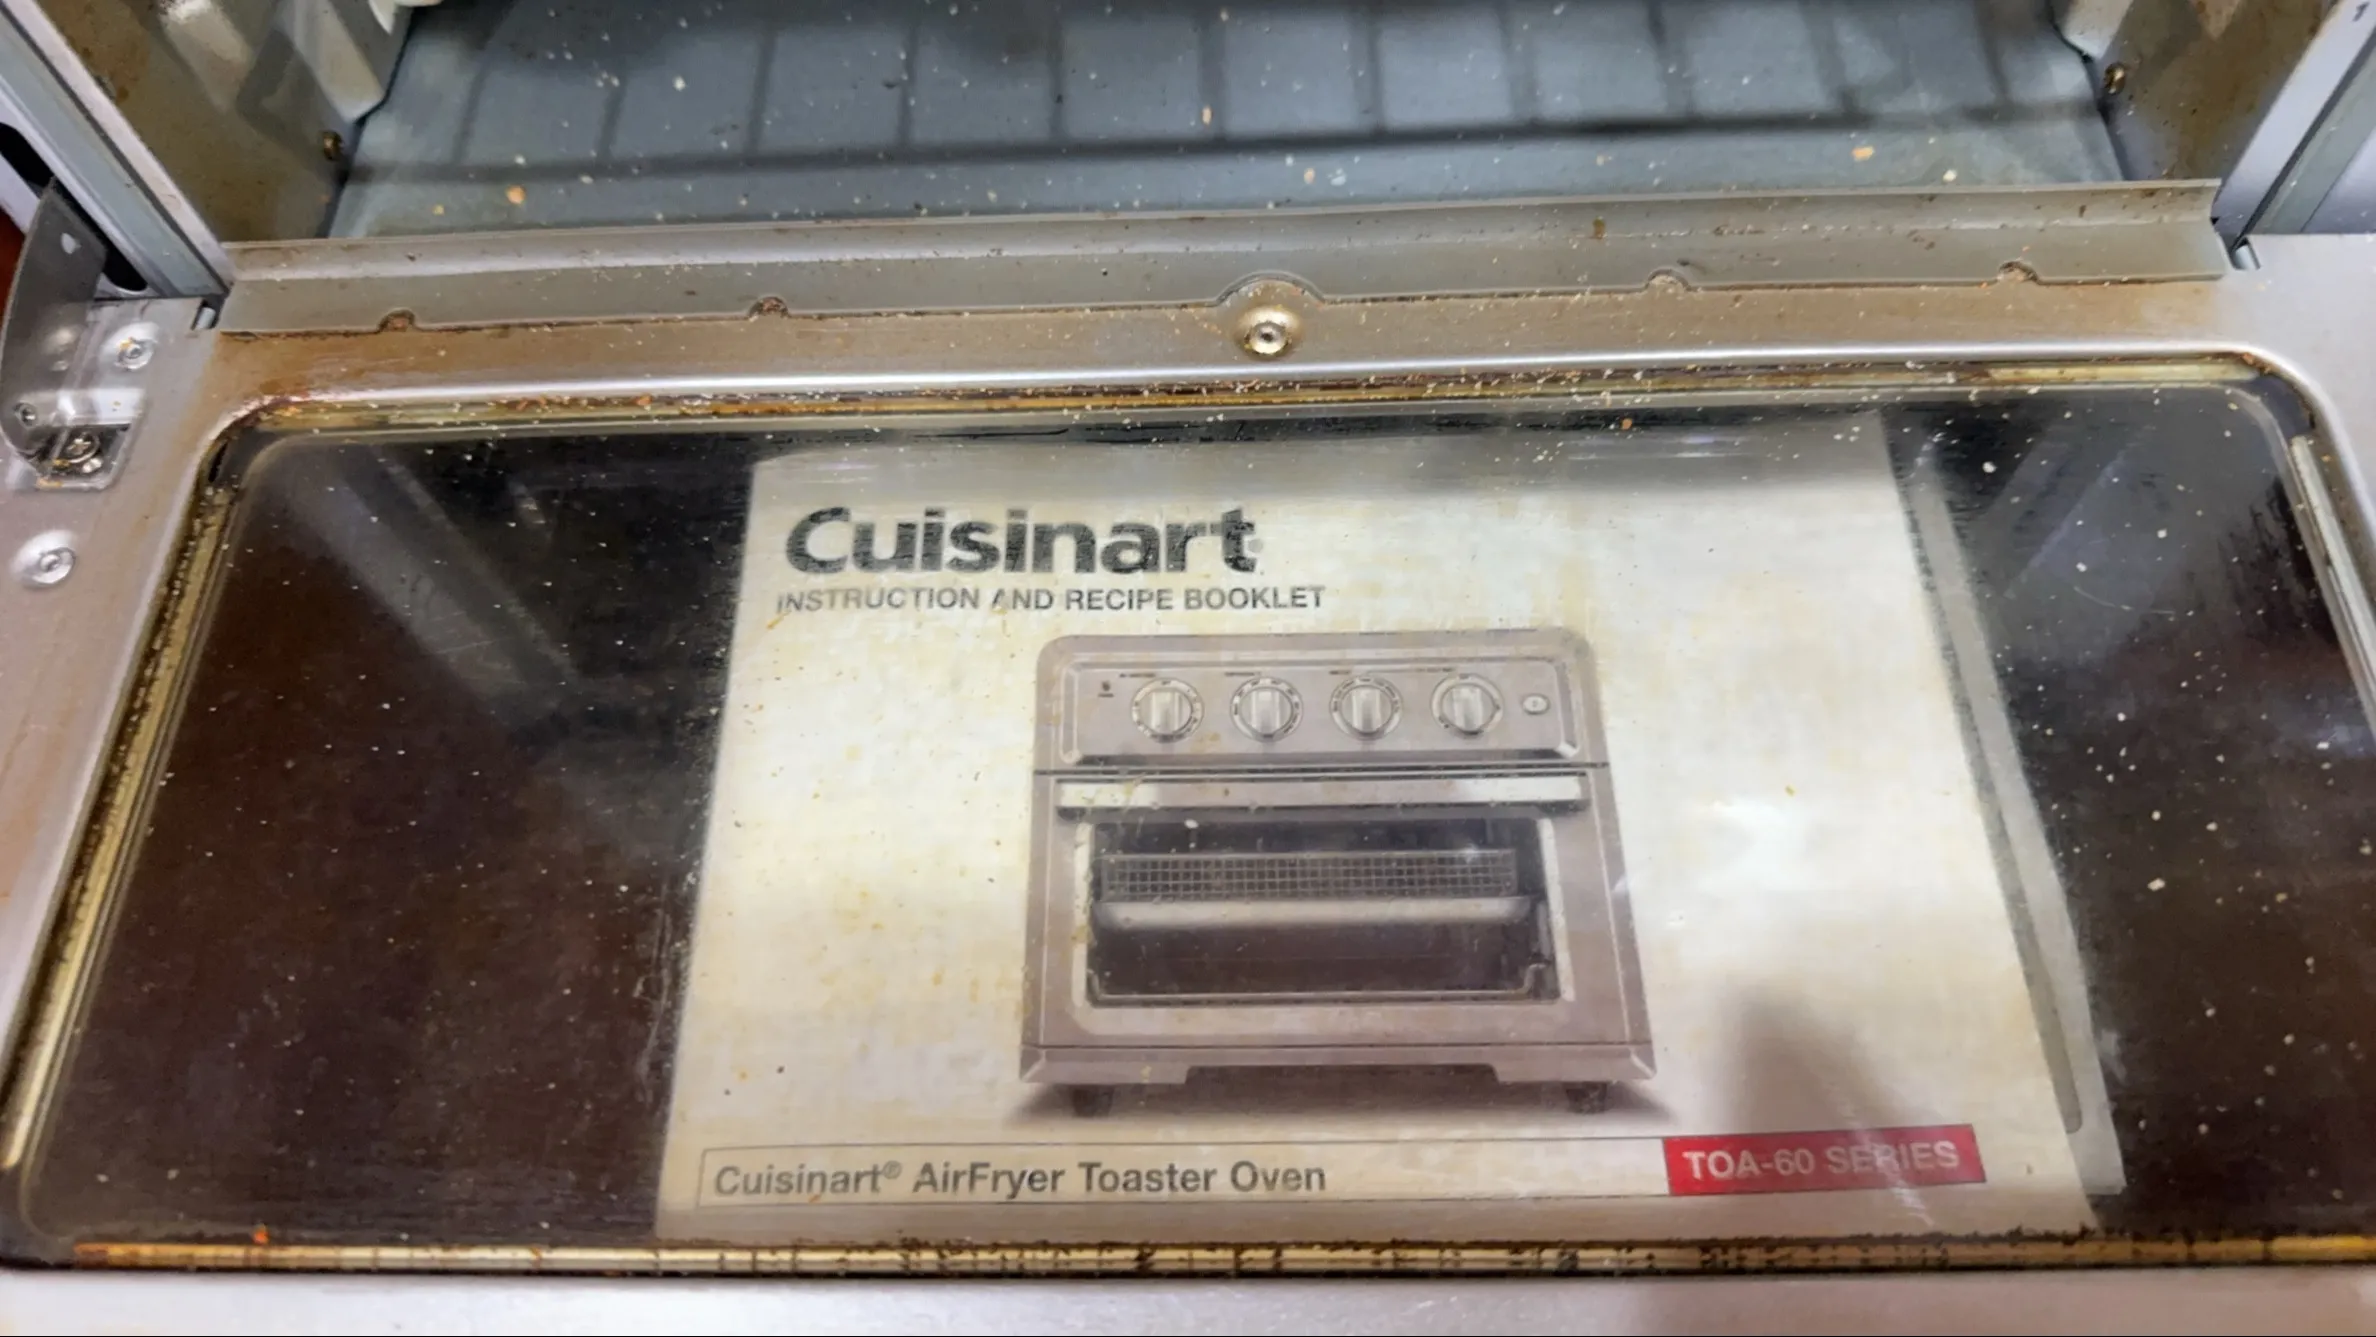 Cuisinart
INSTRUCTION AND RECIPE BOOKLET
Cuisinart® AirFryer Toaster Oven
TOA-60 SERIES